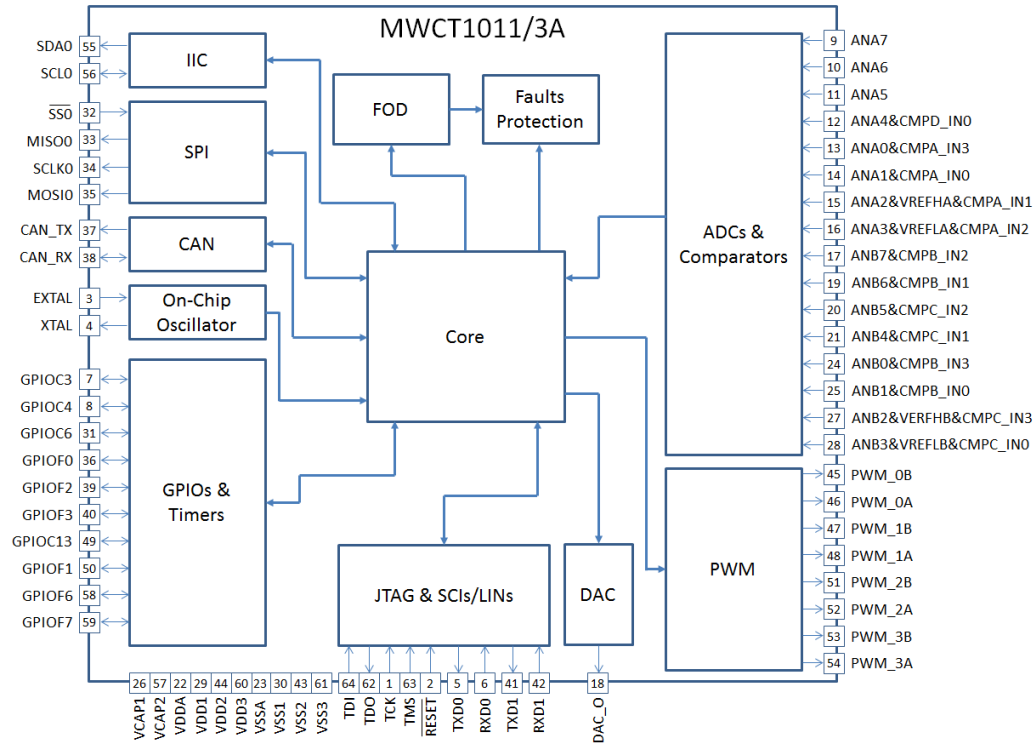 MWCT1011/3A
SDA0 55
SCL0 56
IIC
SS0 32
MISO0 33
SCLK0 34
MOSI0 35
SPI
CAN_TX 37
CAN_RX 38
CAN
EXTAL 3
XTAL 4
On-Chip
Oscillator
GPIOC3 7
GPIOC4 8
GPIOC6 31
GPIOF0 36
GPIOF2 39
GPIOF3 40
GPIOC13 49
GPIOF1 50
GPIOF6 58
GPIOF7 59
GPIOs &
Timers
FOD
Faults
Protection
Core
JTAG & SCIs/LINs
DAC
ADCs &
Comparators
9 ANA7
10 ANA6
11 ANA5
12 ANA4&CMPD_IN0
13 ANA0&CMPA_IN3
14 ANA1&CMPA_IN0
15 ANA2&VREFHA&CMPA_IN1
16 ANA3&VREFLA&CMPA_IN2
17 ANB7&CMPB_IN2
19 ANB6&CMPB_IN1
20 ANB5&CMPC_IN2
21 ANB4&CMPC_IN1
24 ANB0&CMPB_IN3
25 ANB1&CMPB_IN0
27 ANB2&VERFHB&CMPC_IN3
28 ANB3&VREFLB&CMPC_IN0
PWM
45 PWM_0B
46 PWM_0A
47 PWM_1B
48 PWM_1A
51 PWM_2B
52 PWM_2A
53 PWM_3B
54 PWM_3A
26 VCAP1
57 VCAP2
22 VDDA
29 VDD1
44 VDD2
60 VDD3
23 VSSA
30 VSS1
43 VSS2
61 VSS3
64 TDI
62 TDO
1 TCK
63 TMS
2 RESET
5 TXD0
6 RXD0
41 TXD1
42 RXD1
18 DAC_O